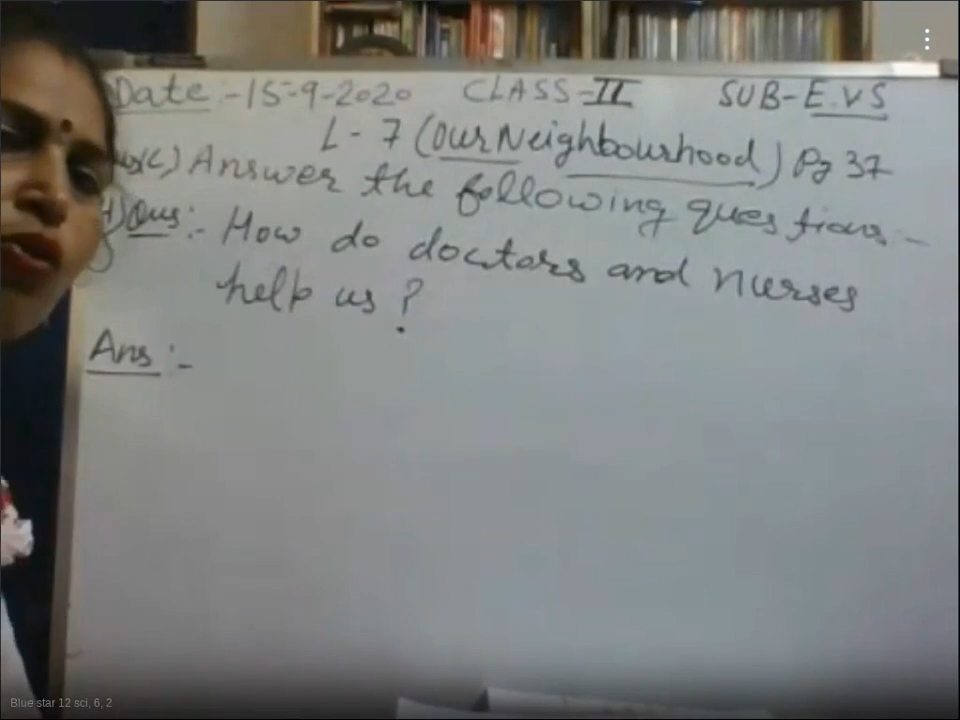 Date :- 15-9-2020 CLASS-II SUB-E.V.S
L-7 (Our Neighbourhood) Pg 37
C) Answer the following questions -
Ques :- How do doctors and nurses
help us ?
Ans :-
Blue star 12 sci, 6, 2